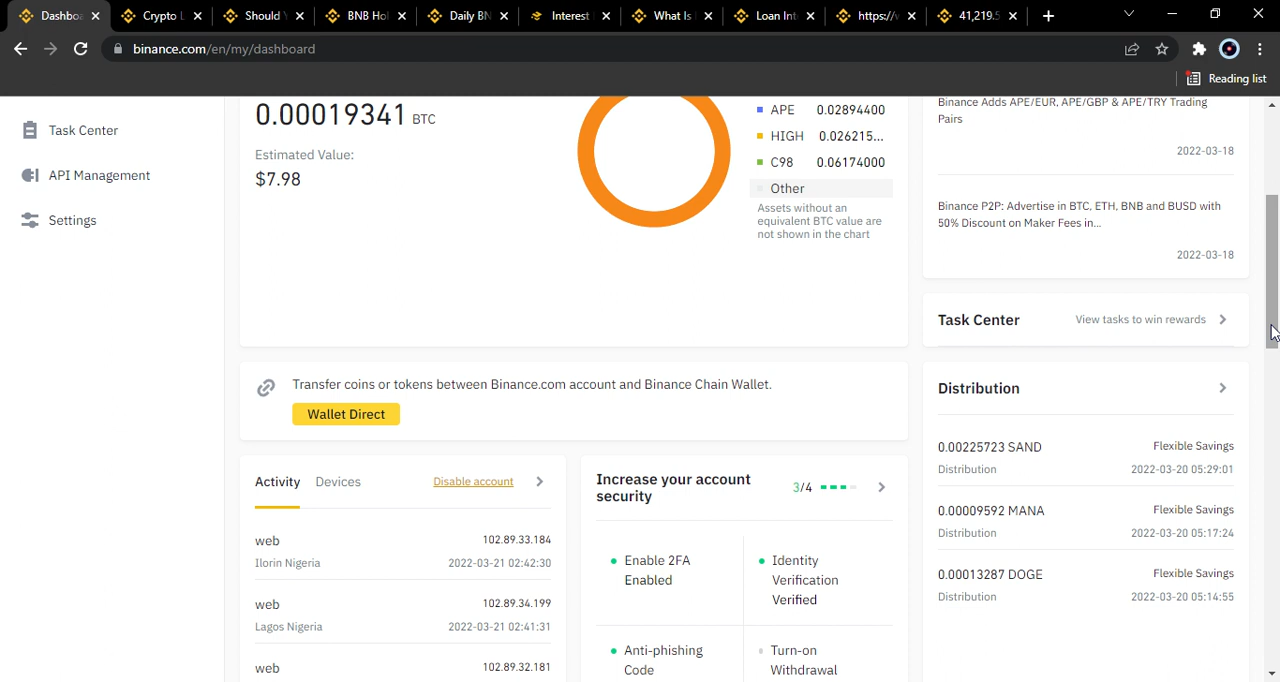 Dashboa
Crypto L
Should Y
BNB Hol
Daily BN
Interest
What Is
Loan Int
https://v
41,219.5
binance.com/en/my/dashboard
Reading list
Task Center
API Management
Settings
0.00019341 BTC
Estimated Value:
$7.98
APE 0.02894400
HIGH 0.026215...
C98 0.06174000
Other
Assets without an
equivalent BTC value are
not shown in the chart
Binance Adds APE/EUR, APE/GBP & APE/TRY Trading
Pairs
2022-03-18
Binance P2P: Advertise in BTC, ETH, BNB and BUSD with
50% Discount on Maker Fees in...
2022-03-18
Task Center View tasks to win rewards
Transfer coins or tokens between Binance.com account and Binance Chain Wallet.
Wallet Direct
Distribution
0.00225723 SAND Flexible Savings
Distribution 2022-03-20 05:29:01
0.00009592 MANA Flexible Savings
Distribution 2022-03-20 05:17:24
0.00013287 DOGE Flexible Savings
Distribution 2022-03-20 05:14:55
Activity Devices Disable account
web 102.89.33.184
Ilorin Nigeria 2022-03-21 02:42:30
web 102.89.34.199
Lagos Nigeria 2022-03-21 02:41:31
web 102.89.32.181
Increase your account
security
3/4
Enable 2FA
Enabled
Identity
Verification
Verified
Anti-phishing
Code
Turn-on
Withdrawal